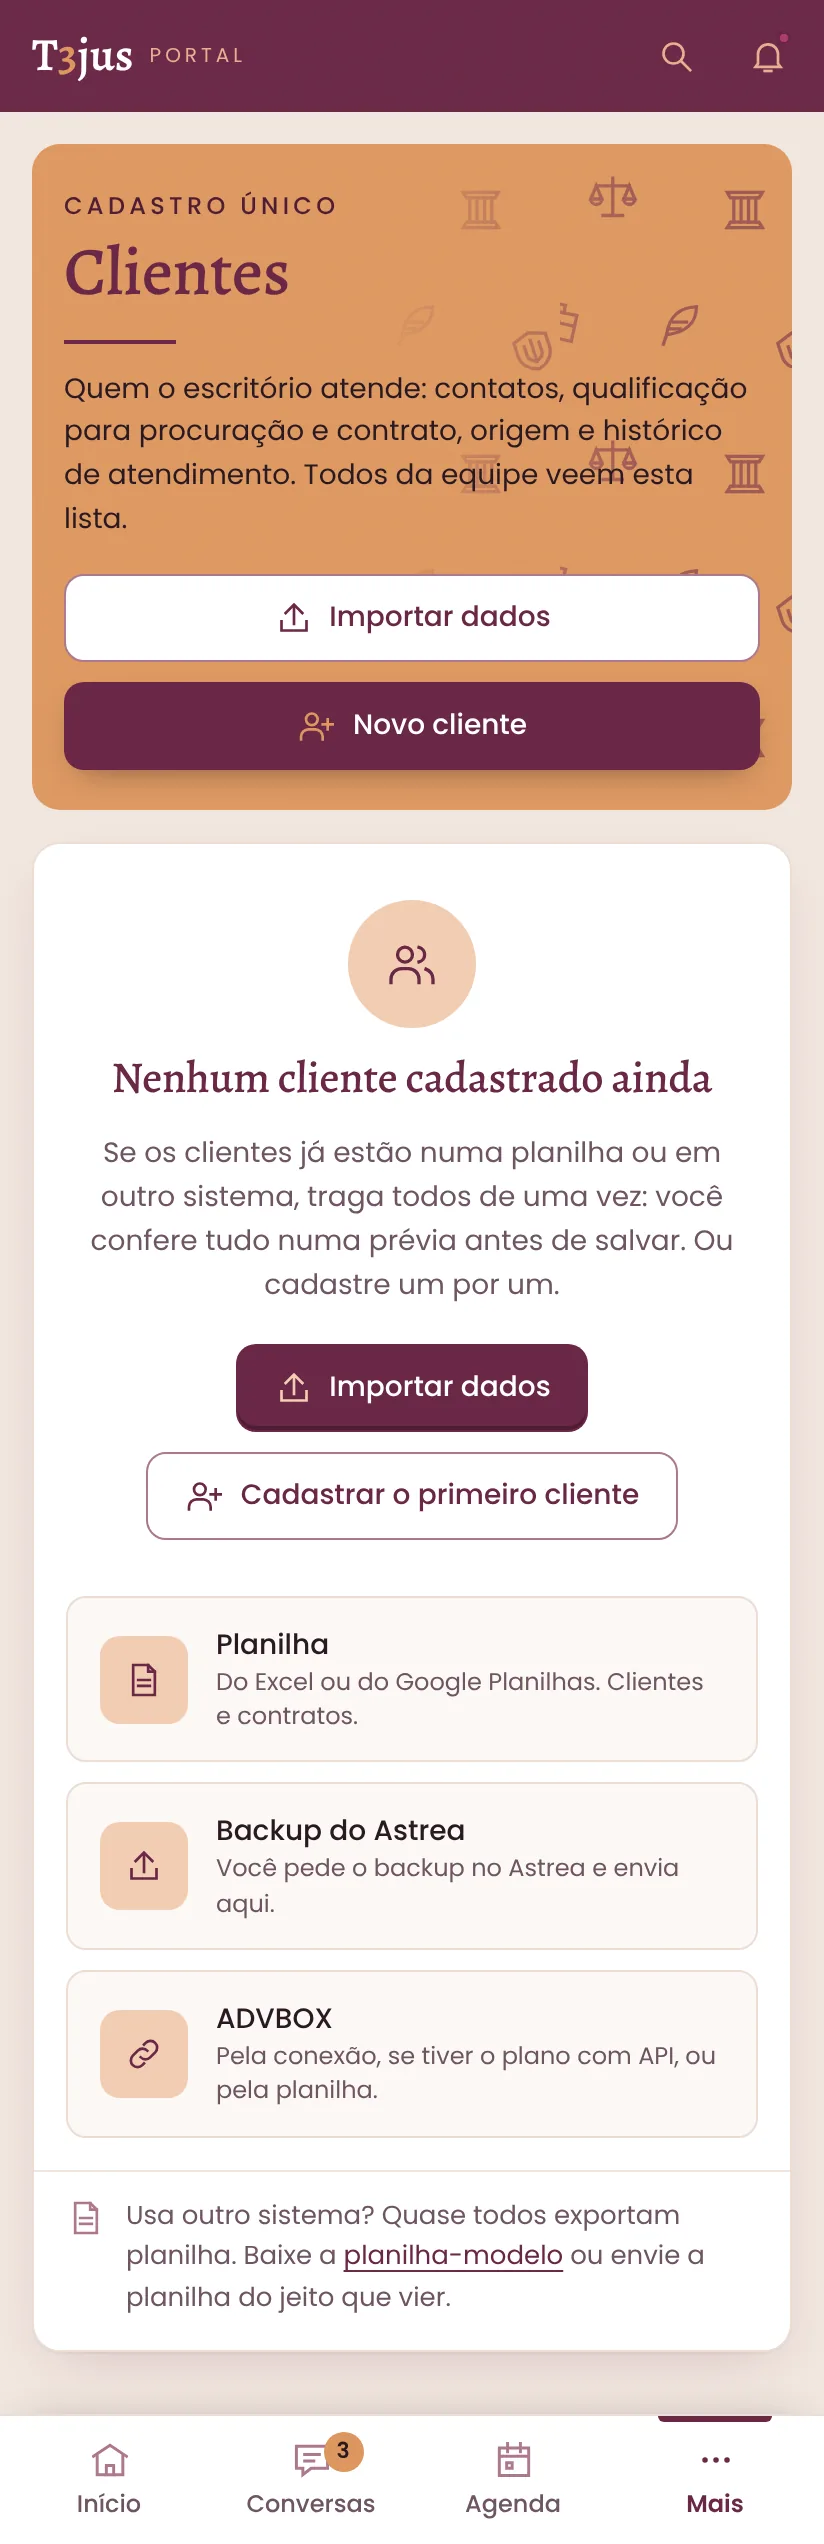 T3jus PORTAL
CADASTRO ÚNICO
Clientes
Quem o escritório atende: contatos, qualificação
para procuração e contrato, origem e histórico
de atendimento. Todos da equipe veem esta
lista.
Importar dados
Novo cliente
Nenhum cliente cadastrado ainda
Se os clientes já estão numa planilha ou em
outro sistema, traga todos de uma vez: você
confere tudo numa prévia antes de salvar. Ou
cadastre um por um.
Importar dados
Cadastrar o primeiro cliente
Planilha
Do Excel ou do Google Planilhas. Clientes
e contratos.
Backup do Astrea
Você pede o backup no Astrea e envia
aqui.
ADVBOX
Pela conexão, se tiver o plano com API, ou
pela planilha.
Usa outro sistema? Quase todos exportam
planilha. Baixe a planilha-modelo ou envie a
planilha do jeito que vier.
3
Início
Conversas
Agenda
Mais